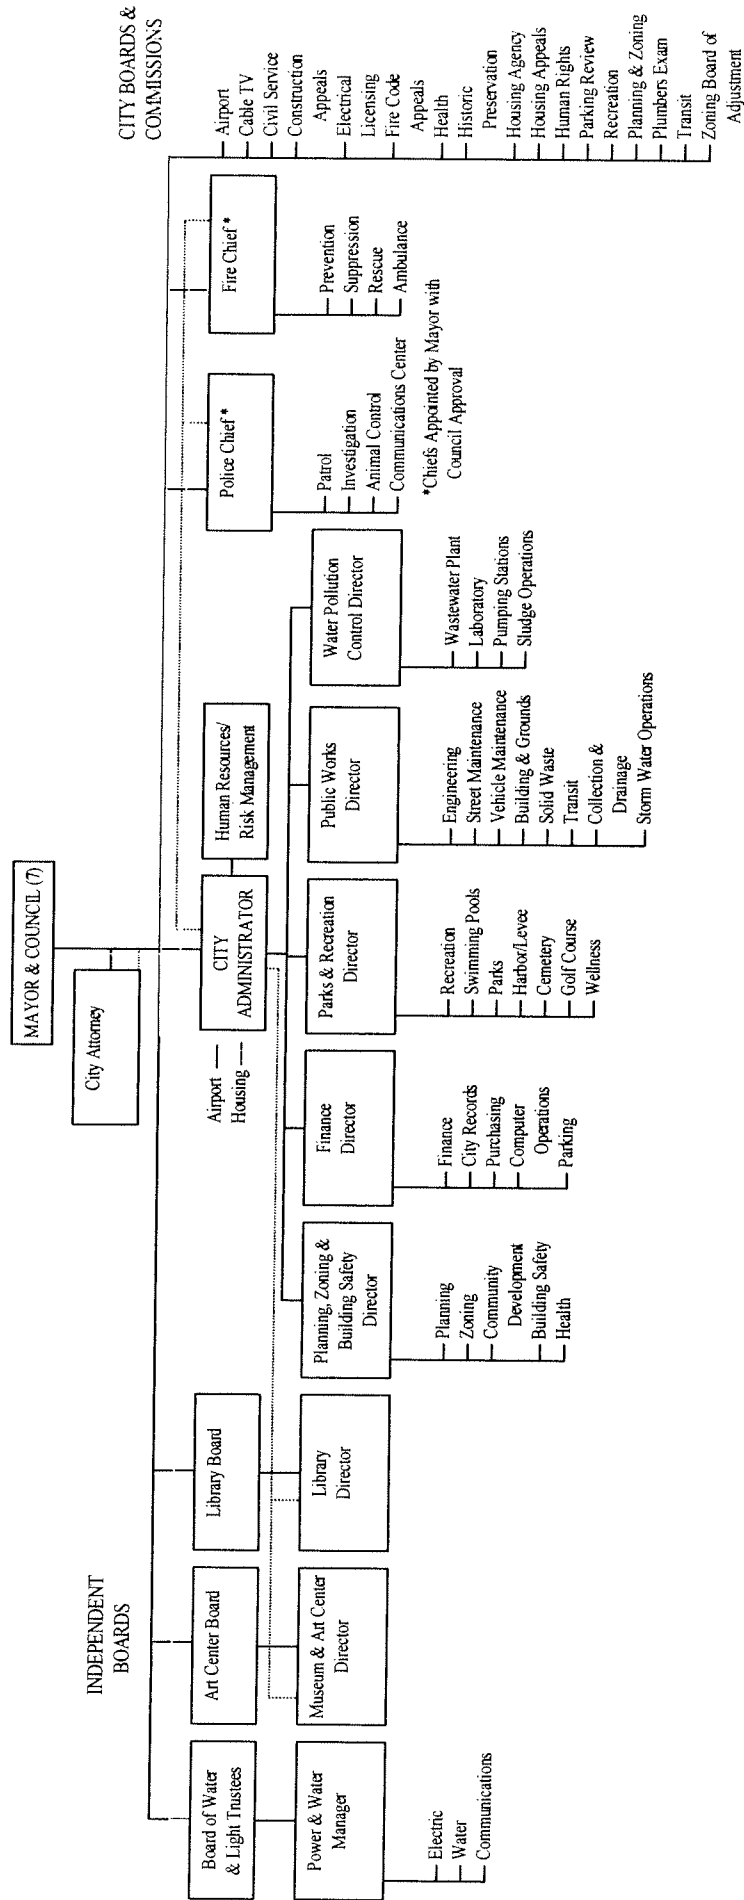 MAYOR & COUNCIL (7)
City Attorney
INDEPENDENT
BOARDS
CITY BOARDS &
COMMISSIONS
Board of Water
& Light Trustees
Art Center Board
Library Board
Airport
Housing
CITY
ADMINISTRATOR
Human Resources/
Risk Management
Police Chief *
Fire Chief *
Power & Water
Manager
Museum & Art Center
Director
Library
Director
Planning, Zoning &
Building Safety
Director
Finance
Director
Parks & Recreation
Director
Public Works
Director
Water Pollution
Control Director
Electric
Water
Communications
Planning
Zoning
Community
Development
Building Safety
Health
Finance
City Records
Purchasing
Computer
Operations
Parking
Recreation
Swimming Pools
Parks
Harbor/Levee
Cemetery
Golf Course
Wellness
Engineering
Street Maintenance
Vehicle Maintenance
Building & Grounds
Solid Waste
Transit
Collection &
Drainage
Storm Water Operations
Wastewater Plant
Laboratory
Pumping Stations
Sludge Operations
Patrol
Investigation
Animal Control
Communications Center
Prevention
Suppression
Rescue
Ambulance
*Chiefs Appointed by Mayor with
Council Approval
Airport
Cable TV
Civil Service
Construction
Appeals
Electrical
Licensing
Fire Code
Appeals
Health
Historic
Preservation
Housing Agency
Housing Appeals
Human Rights
Parking Review
Recreation
Planning & Zoning
Plumbers Exam
Transit
Zoning Board of
Adjustment